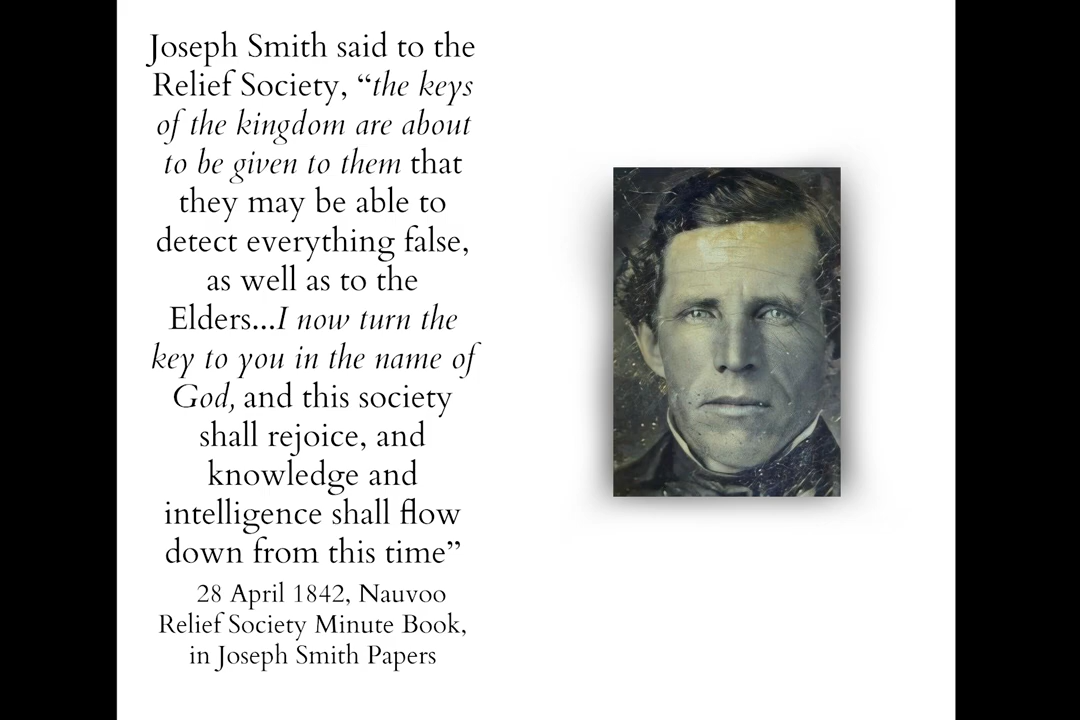 Joseph Smith said to the
Relief Society, “the keys
of the kingdom are about
to be given to them that
they may be able to
detect everything false,
as well as to the
Elders...I now turn the
key to you in the name of
God, and this society
shall rejoice, and
knowledge and
intelligence shall flow
down from this time”
28 April 1842, Nauvoo
Relief Society Minute Book,
in Joseph Smith Papers